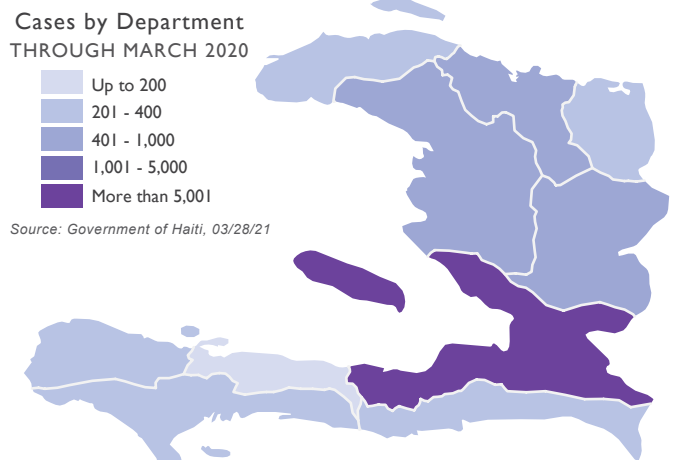 Cases by Department
THROUGH MARCH 2020
Up to 200
201 - 400
401 - 1,000
1,001 - 5,000
More than 5,001
Source: Government of Haiti, 03/28/21